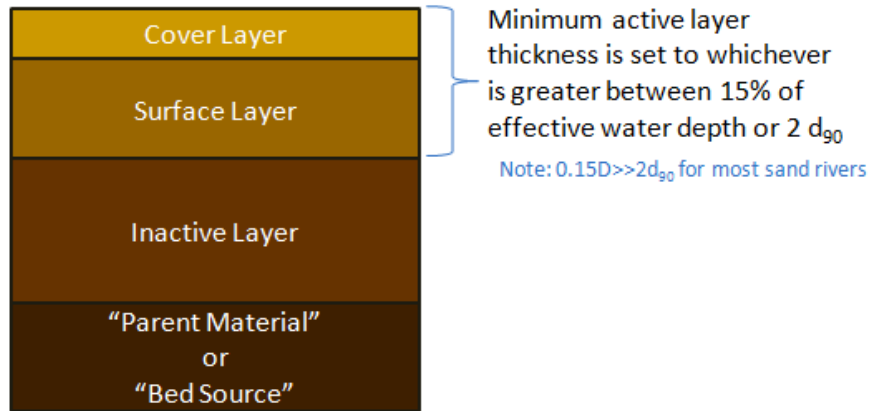 Cover Layer
Surface Layer
Inactive Layer
“Parent Material”
or
“Bed Source”
Minimum active layer
thickness is set to whichever
is greater between 15% of
effective water depth or 2 d₉₀
Note: 0.15D>>2d₉₀ for most sand rivers